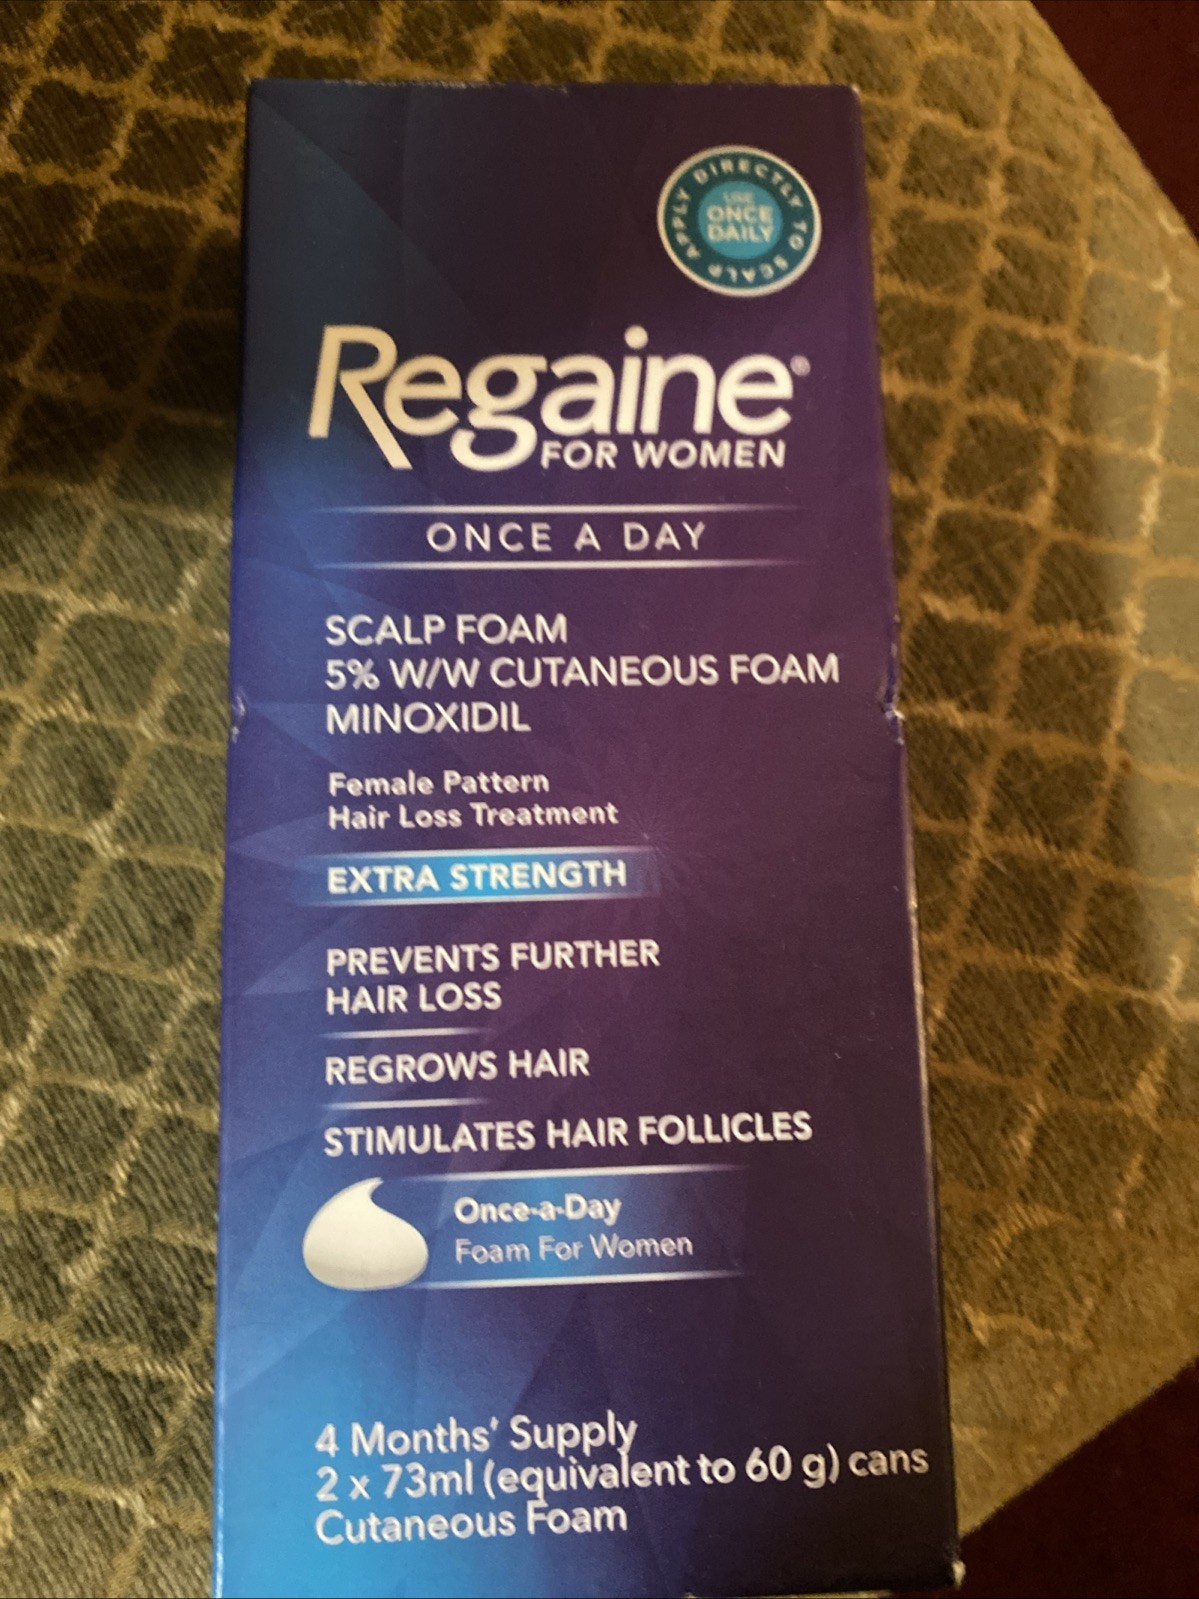 APPLY DIRECTLY TO SCALP
USE
ONCE
DAILY
Regaine®
FOR WOMEN
ONCE A DAY
SCALP FOAM
5% W/W CUTANEOUS FOAM
MINOXIDIL
Female Pattern
Hair Loss Treatment
EXTRA STRENGTH
PREVENTS FURTHER
HAIR LOSS
REGROWS HAIR
STIMULATES HAIR FOLLICLES
Once-a-Day
Foam For Women
4 Months' Supply
2 x 73ml (equivalent to 60 g) cans
Cutaneous Foam